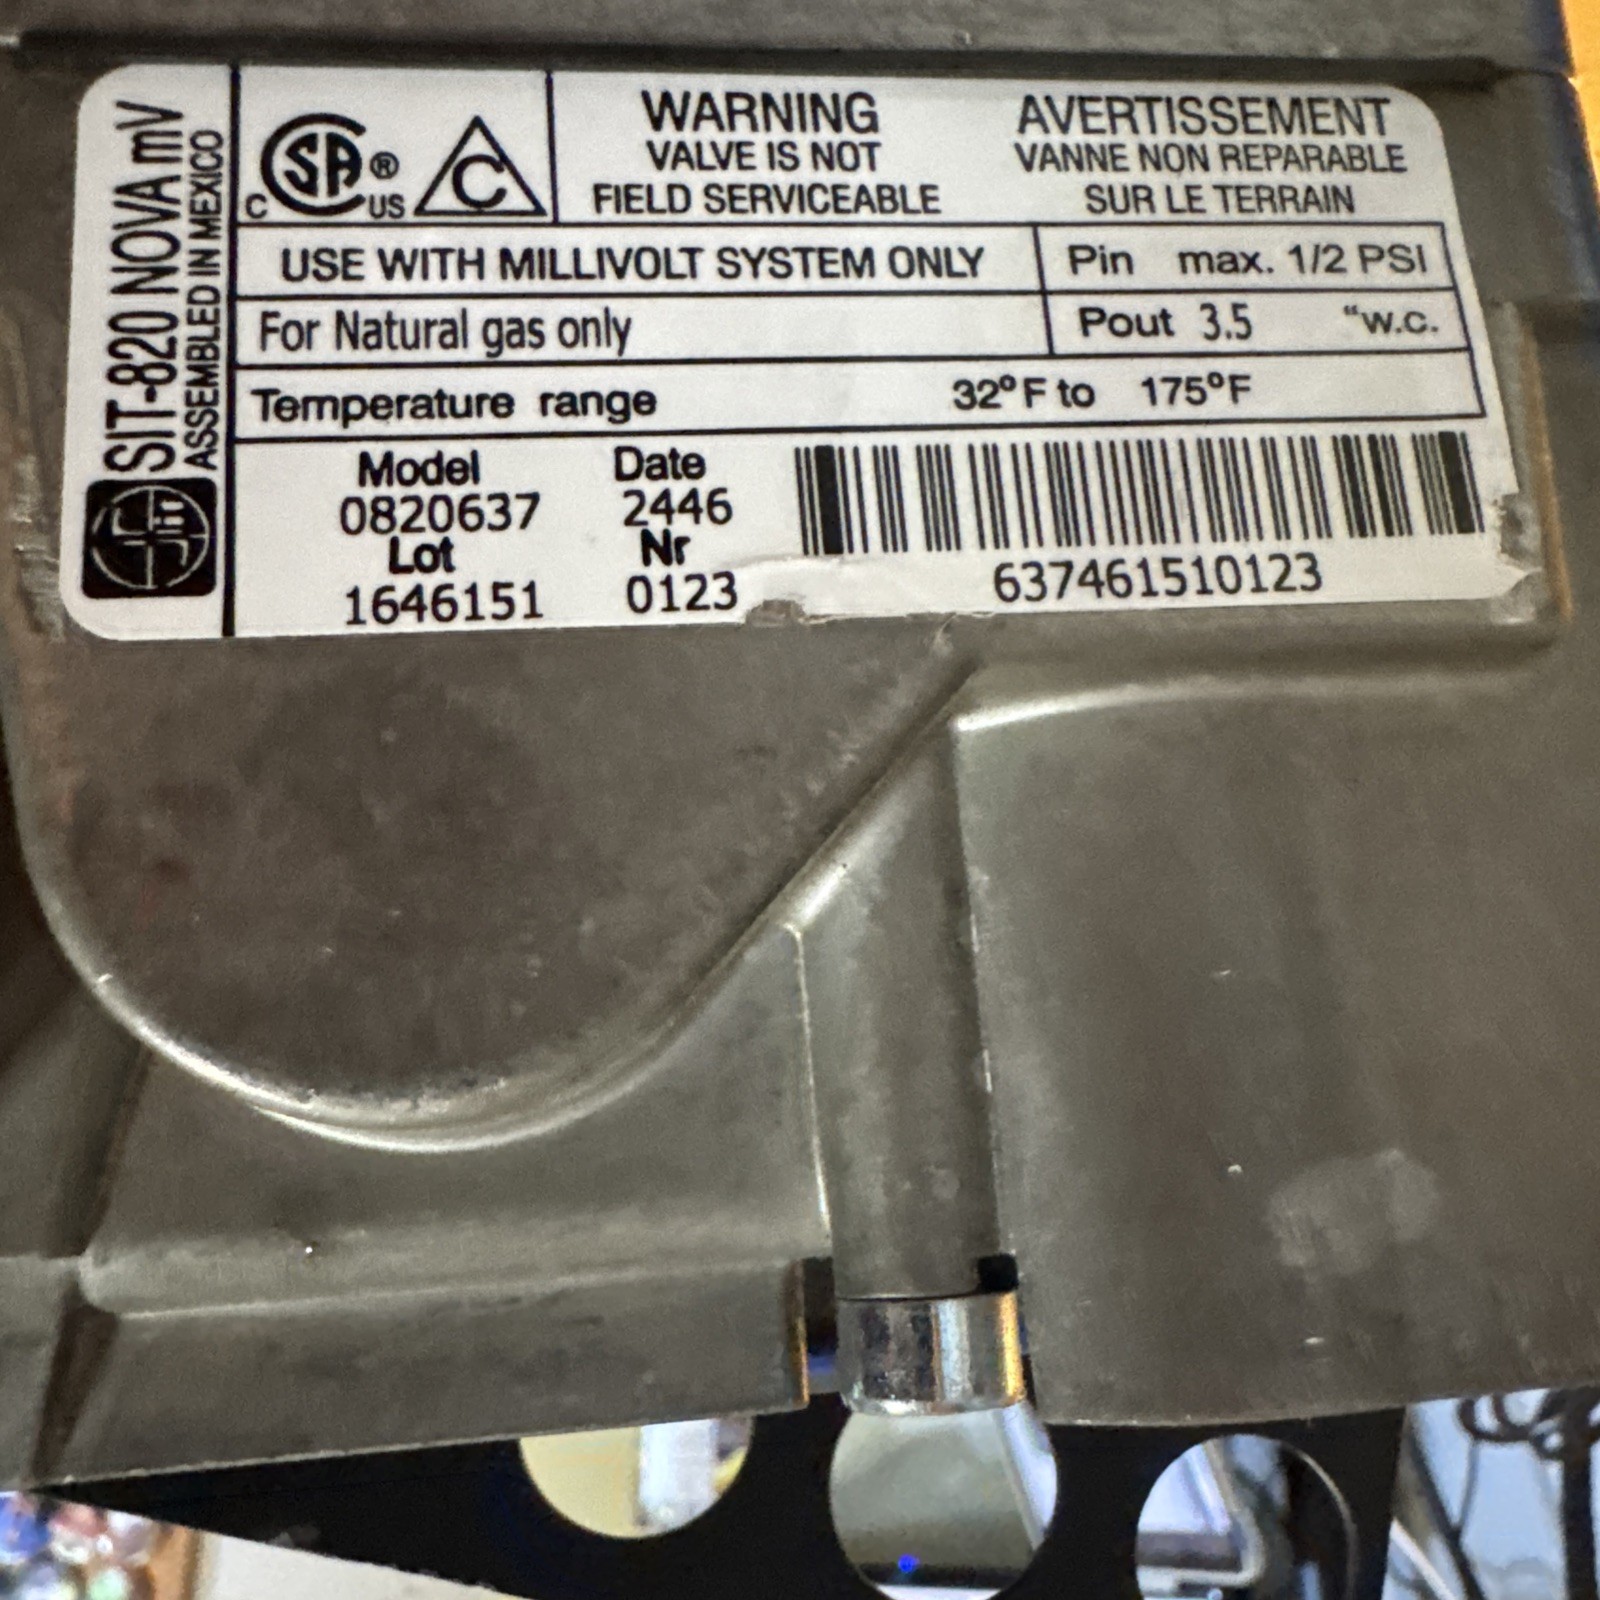 SIT-820 NOVA mV
ASSEMBLED IN MEXICO
sit
C SA ® US C
WARNING
VALVE IS NOT
FIELD SERVICEABLE
AVERTISSEMENT
VANNE NON REPARABLE
SUR LE TERRAIN
USE WITH MILLIVOLT SYSTEM ONLY
Pin max. 1/2 PSI
For Natural gas only
Pout 3.5 “w.c.
Temperature range 32°F to 175°F
Model Date
0820637 2446
Lot Nr
1646151 0123
637461510123